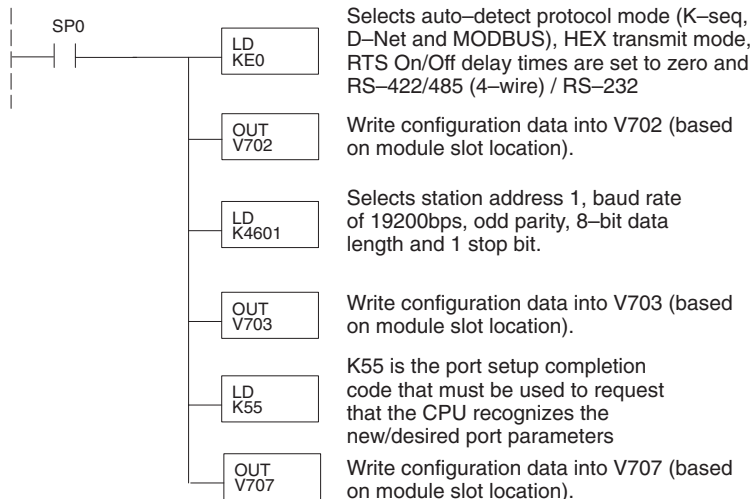 SP0
LD
KE0
Selects auto–detect protocol mode (K–seq,
D–Net and MODBUS), HEX transmit mode,
RTS On/Off delay times are set to zero and
RS–422/485 (4–wire) / RS–232
OUT
V702
Write configuration data into V702 (based
on module slot location).
LD
K4601
Selects station address 1, baud rate
of 19200bps, odd parity, 8–bit data
length and 1 stop bit.
OUT
V703
Write configuration data into V703 (based
on module slot location).
LD
K55
K55 is the port setup completion
code that must be used to request
that the CPU recognizes the
new/desired port parameters
OUT
V707
Write configuration data into V707 (based
on module slot location).